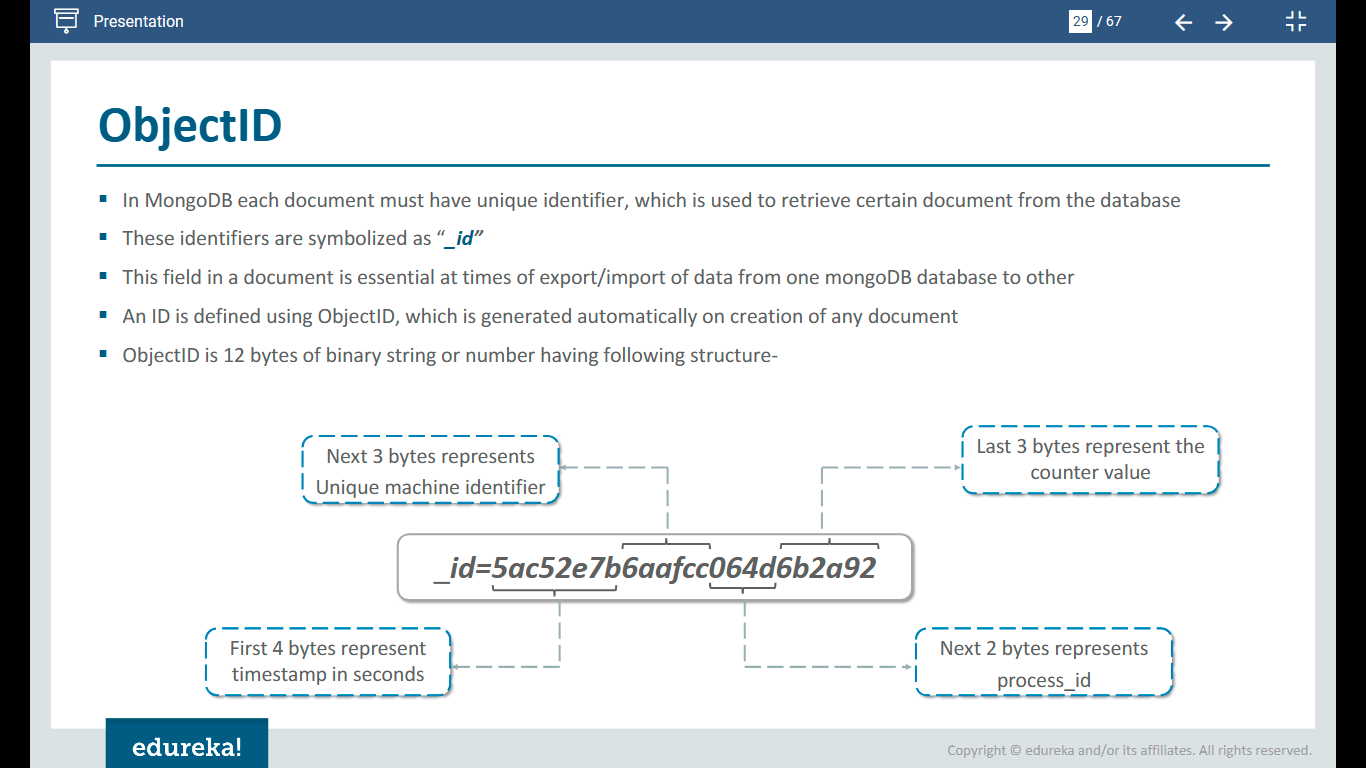 Presentation
29 / 67
ObjectID
In MongoDB each document must have unique identifier, which is used to retrieve certain document from the database
These identifiers are symbolized as “_id”
This field in a document is essential at times of export/import of data from one mongoDB database to other
An ID is defined using ObjectID, which is generated automatically on creation of any document
ObjectID is 12 bytes of binary string or number having following structure-
Next 3 bytes represents
Unique machine identifier
Last 3 bytes represent the
counter value
_id=5ac52e7b6aafcc064d6b2a92
First 4 bytes represent
timestamp in seconds
Next 2 bytes represents
process_id
edureka!
Copyright © edureka and/or its affiliates. All rights reserved.